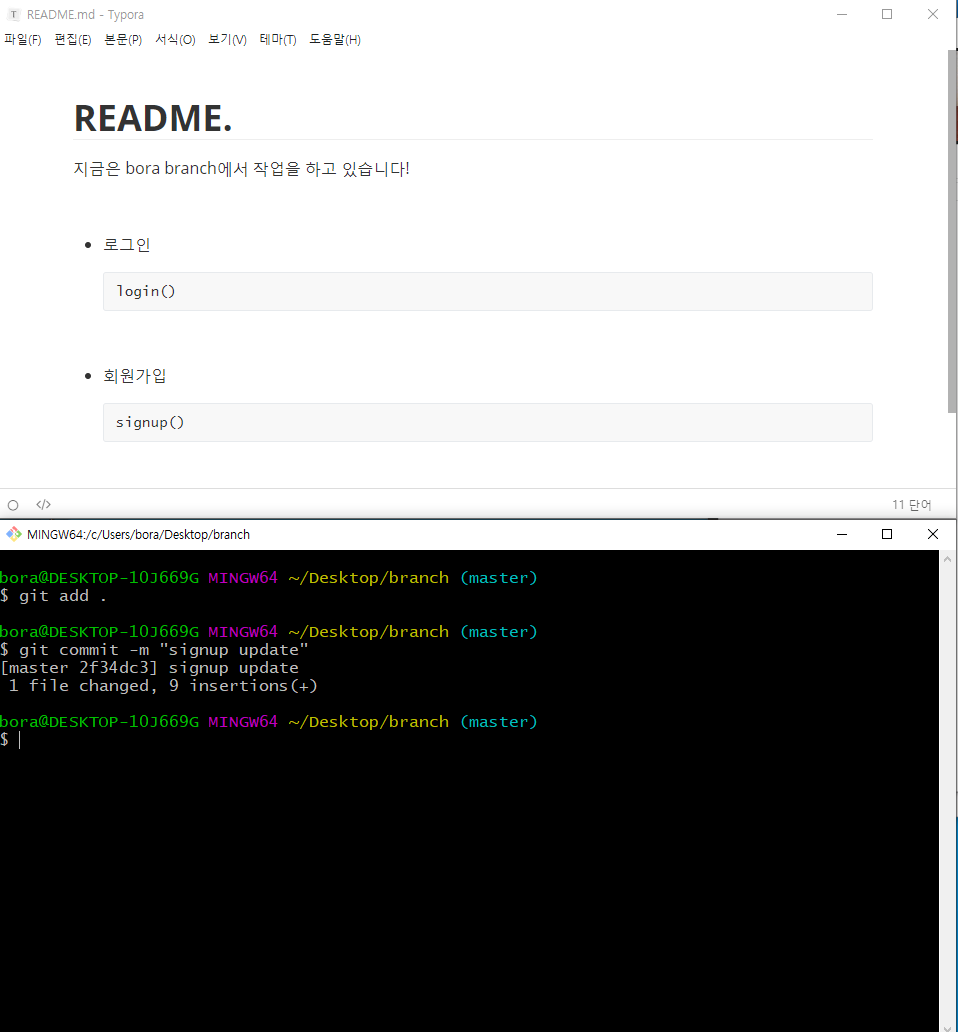 README.md - Typora
파일(F) 편집(E) 본문(P) 서식(O) 보기(V) 테마(T) 도움말(H)
README.
지금은 bora branch에서 작업을 하고 있습니다!
로그인
login()
회원가입
signup()
</> 11 단어
MINGW64:/c/Users/bora/Desktop/branch
bora@DESKTOP-1OJ669G MINGW64 ~/Desktop/branch (master)
$ git add .
bora@DESKTOP-1OJ669G MINGW64 ~/Desktop/branch (master)
$ git commit -m "signup update"
[master 2f34dc3] signup update
1 file changed, 9 insertions(+)
bora@DESKTOP-1OJ669G MINGW64 ~/Desktop/branch (master)
$